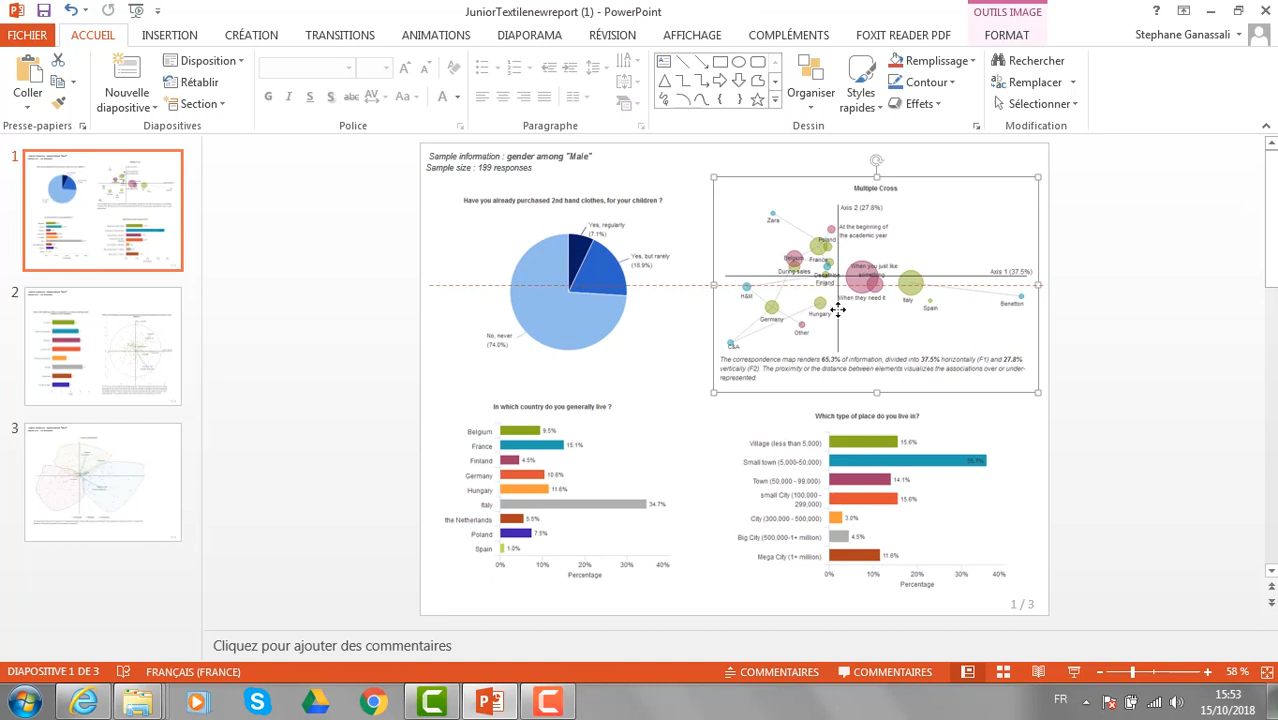 JuniorTextilenewreport (1) - PowerPoint
OUTILS IMAGE
FICHIER
ACCUEIL
INSERTION
CRÉATION
TRANSITIONS
ANIMATIONS
DIAPORAMA
RÉVISION
AFFICHAGE
COMPLÉMENTS
FOXIT READER PDF
FORMAT
Stephane Ganassali
Coller
Nouvelle
diapositive
Disposition
Rétablir
Section
G I S S abc AV Aa A
Organiser
Styles
rapides
Remplissage
Contour
Effets
Rechercher
Remplacer
Sélectionner
Presse-papiers
Diapositives
Police
Paragraphe
Dessin
Modification
1
2
3
Sample information : gender among "Male"
Sample size : 199 responses
Have you already purchased 2nd hand clothes, for your children ?
Yes, regularly
(7.1%)
Yes, but rarely
(18.9%)
No, never
(74.0%)
Multiple Cross
Axis 2 (27.8%)
Zara
At the beginning of
the academic year
Poland
Belgium
France
When you just like
something
Axis 1 (37.5%)
During sales
Decathlon
Finland
H&M
When they need it
Italy
Spain
Benetton
Germany
Hungary
Other
C&A
The correspondence map renders 65.3% of information, divided into 37.5% horizontally (F1) and 27.8%
vertically (F2). The proximity or the distance between elements visualizes the associations over or under-
represented.
In which country do you generally live ?
Belgium 9.5%
France 15.1%
Finland 4.5%
Germany 10.6%
Hungary 11.6%
Italy 34.7%
the Netherlands 5.5%
Poland 7.5%
Spain 1.0%
0% 10% 20% 30% 40%
Percentage
Which type of place do you live in?
Village (less than 5,000) 15.6%
Small town (5,000-50,000) 35.7%
Town (50,000 - 99,000) 14.1%
small City (100,000 -
299,000) 15.6%
City (300,000 - 500,000) 3.0%
Big City (500,000-1+ million) 4.5%
Mega City (1+ million) 11.6%
0% 10% 20% 30% 40%
Percentage
1 / 3
Cliquez pour ajouter des commentaires
DIAPOSITIVE 1 DE 3
FRANÇAIS (FRANCE)
COMMENTAIRES
COMMENTAIRES
58 %
FR
15:53
15/10/2018